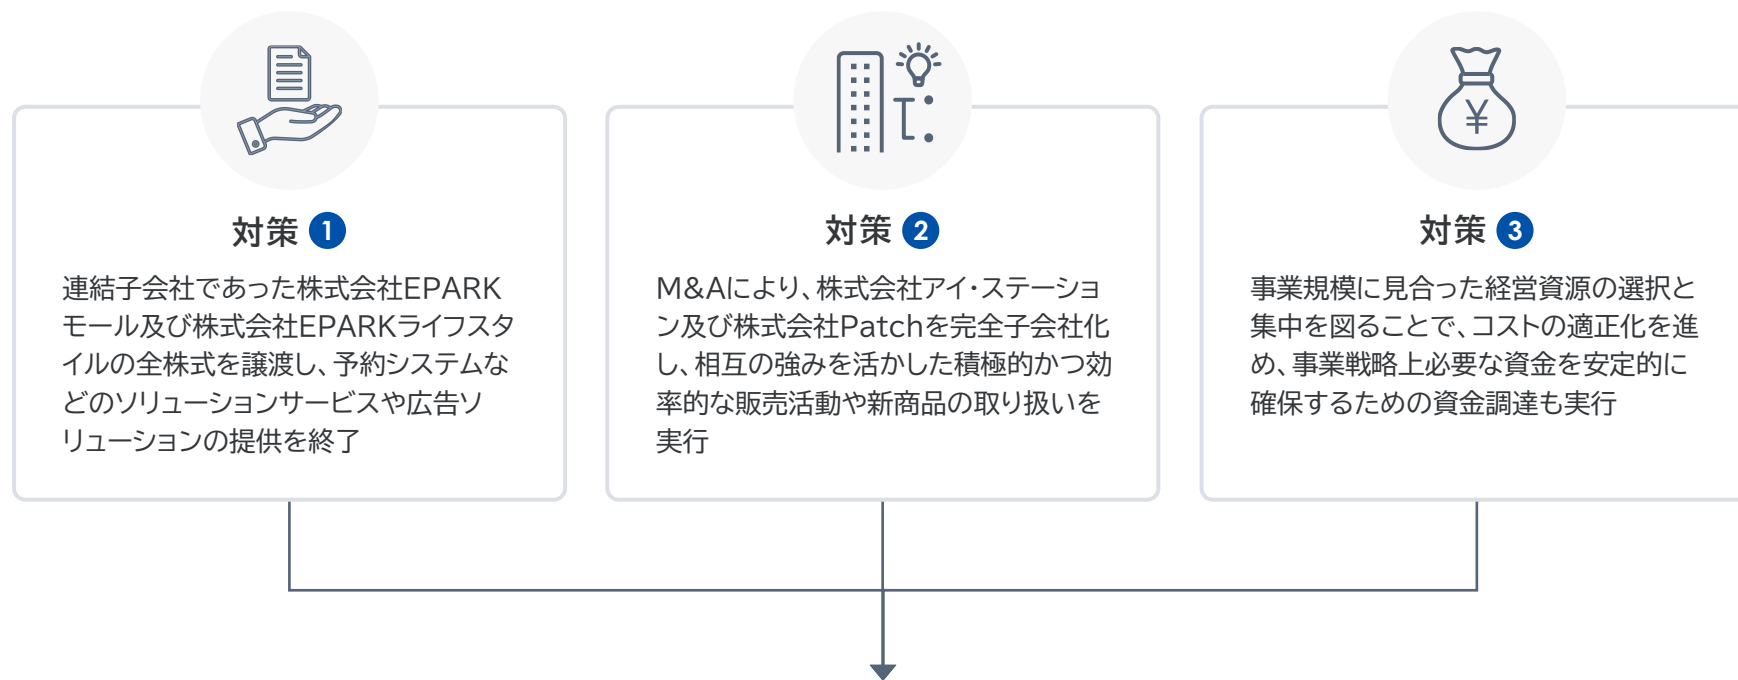 対策 1
連結子会社であった株式会社EPARK
モール及び株式会社EPARKライフスタ
イルの全株式を譲渡し、予約システムな
どのソリューションサービスや広告ソ
リューションの提供を終了
対策 2
M&Aにより、株式会社アイ・ステーショ
ン及び株式会社Patchを完全子会社化
し、相互の強みを活かした積極的かつ効
率的な販売活動や新商品の取り扱いを
実行
¥
対策 3
事業規模に見合った経営資源の選択と
集中を図ることで、コストの適正化を進
め、事業戦略上必要な資金を安定的に
確保するための資金調達も実行